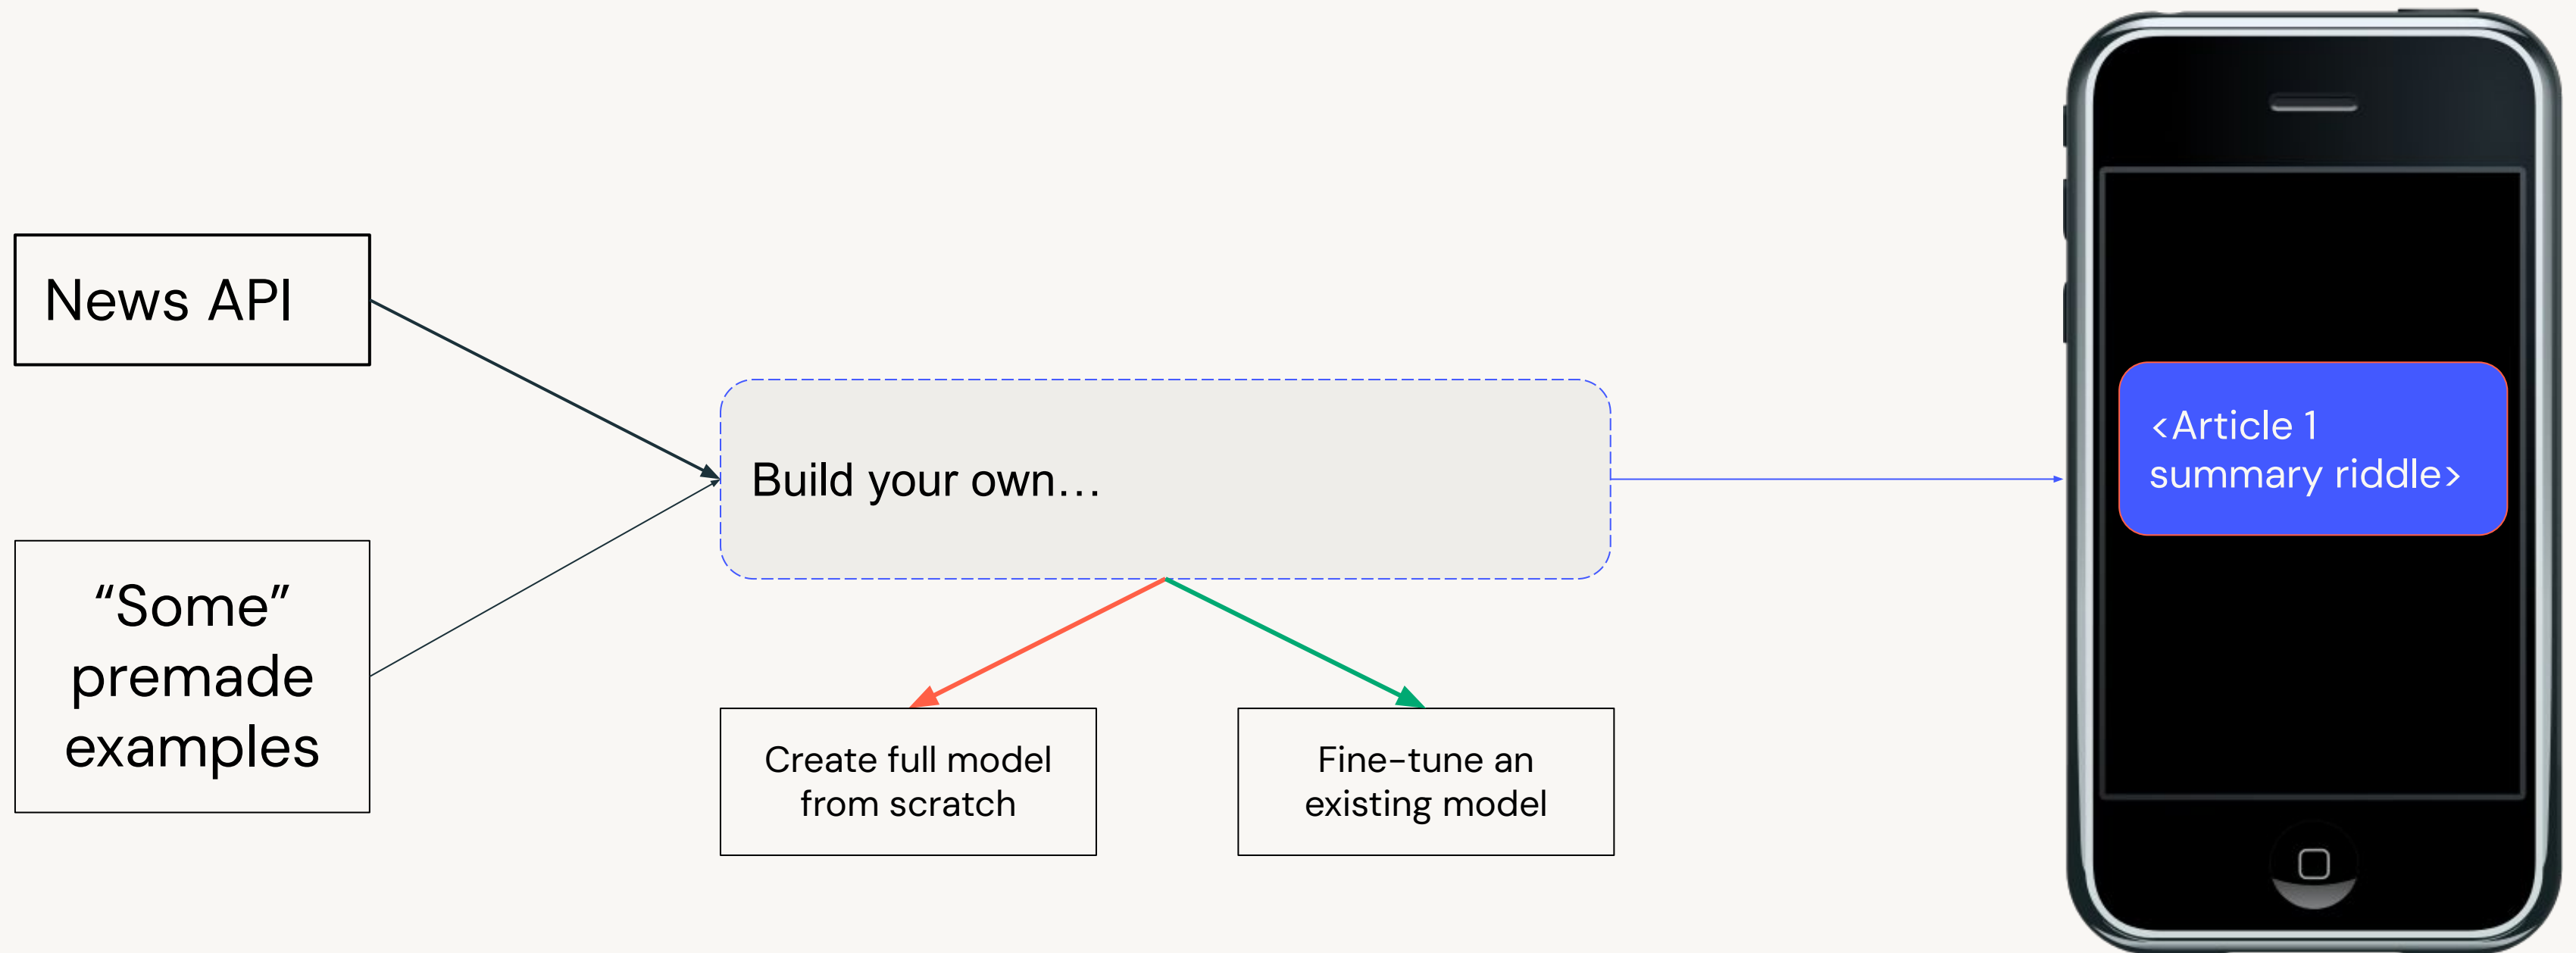 News API
“Some”
premade
examples
Build your own...
Create full model
from scratch
Fine-tune an
existing model
<Article 1
summary riddle>